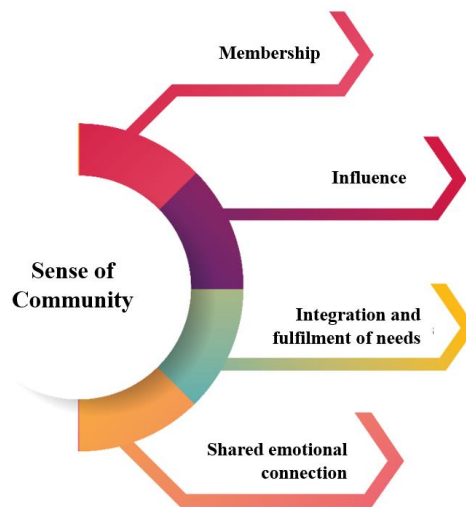 Membership
Influence
Sense of
Community
Integration and
fulfilment of needs
Shared emotional
connection